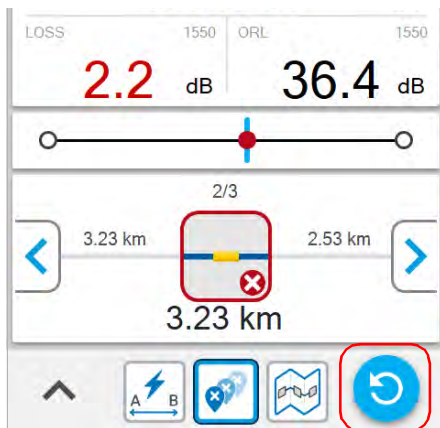 LOSS 1550 ORL 1550
2.2 dB 36.4 dB
2/3
3.23 km 2.53 km
3.23 km
A B